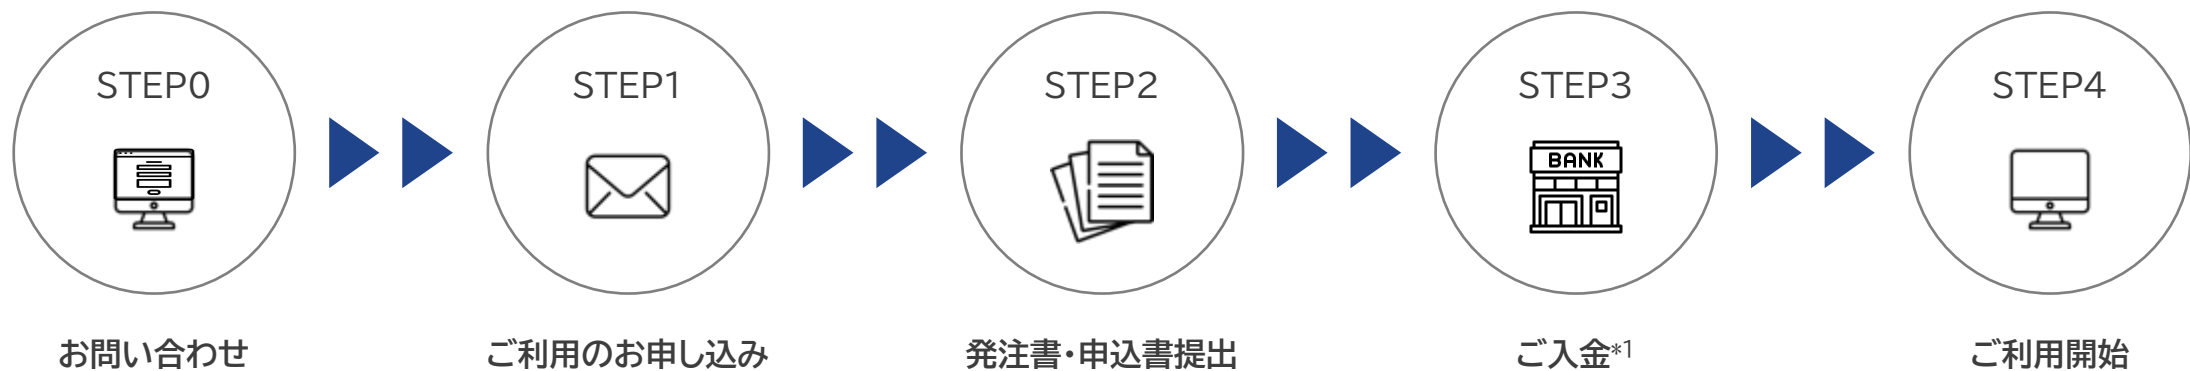 STEP0
STEP1
STEP2
STEP3
STEP4
BANK
お問い合わせ
ご利用のお申し込み
発注書・申込書提出
ご入金*1
ご利用開始